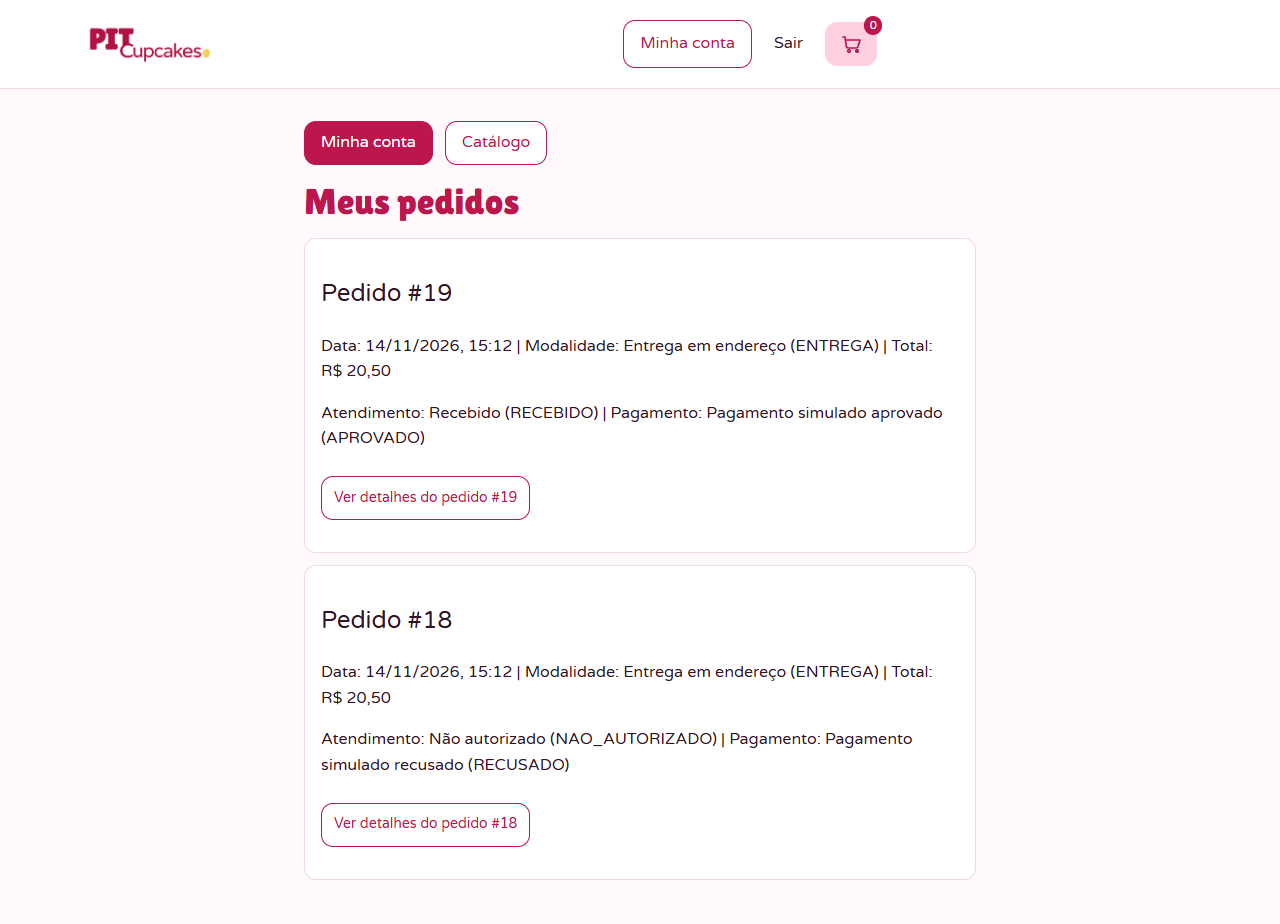 PIT Cupcakes
Minha conta
Sair
0
Minha conta
Catálogo
Meus pedidos
Pedido #19
Data: 14/11/2026, 15:12 | Modalidade: Entrega em endereço (ENTREGA) | Total:
R$ 20,50
Atendimento: Recebido (RECEBIDO) | Pagamento: Pagamento simulado aprovado
(APROVADO)
Ver detalhes do pedido #19
Pedido #18
Data: 14/11/2026, 15:12 | Modalidade: Entrega em endereço (ENTREGA) | Total:
R$ 20,50
Atendimento: Não autorizado (NAO_AUTORIZADO) | Pagamento: Pagamento
simulado recusado (RECUSADO)
Ver detalhes do pedido #18